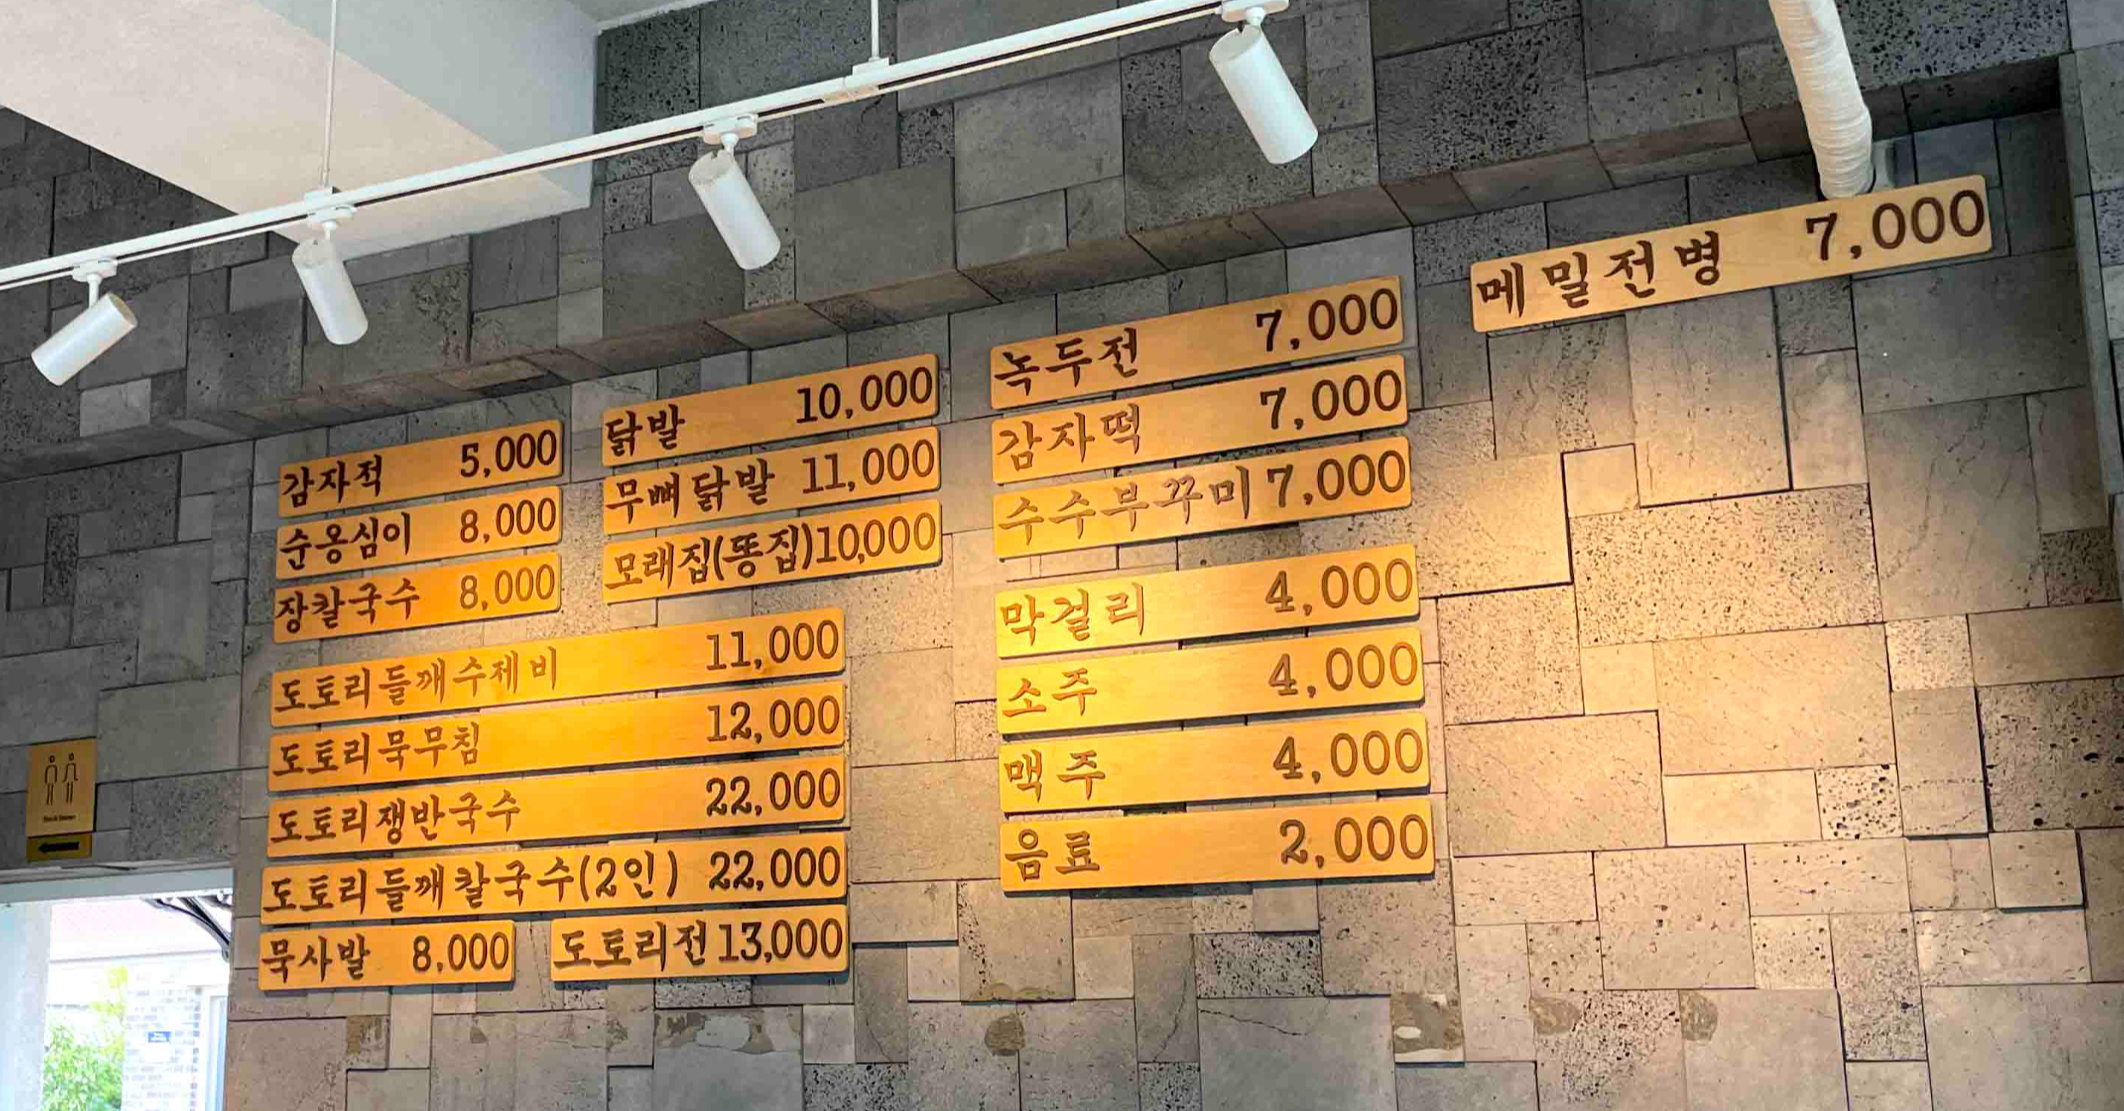 감자적 5,000
순옹심이 8,000
장칼국수 8,000
닭발 10,000
무뼈닭발 11,000
모래집(똥집) 10,000
도토리들깨수제비 11,000
도토리묵무침 12,000
도토리쟁반국수 22,000
도토리들깨칼국수(2인) 22,000
묵사발 8,000
도토리전 13,000
녹두전 7,000
감자떡 7,000
수수부꾸미 7,000
막걸리 4,000
소주 4,000
맥주 4,000
음료 2,000
메밀전병 7,000